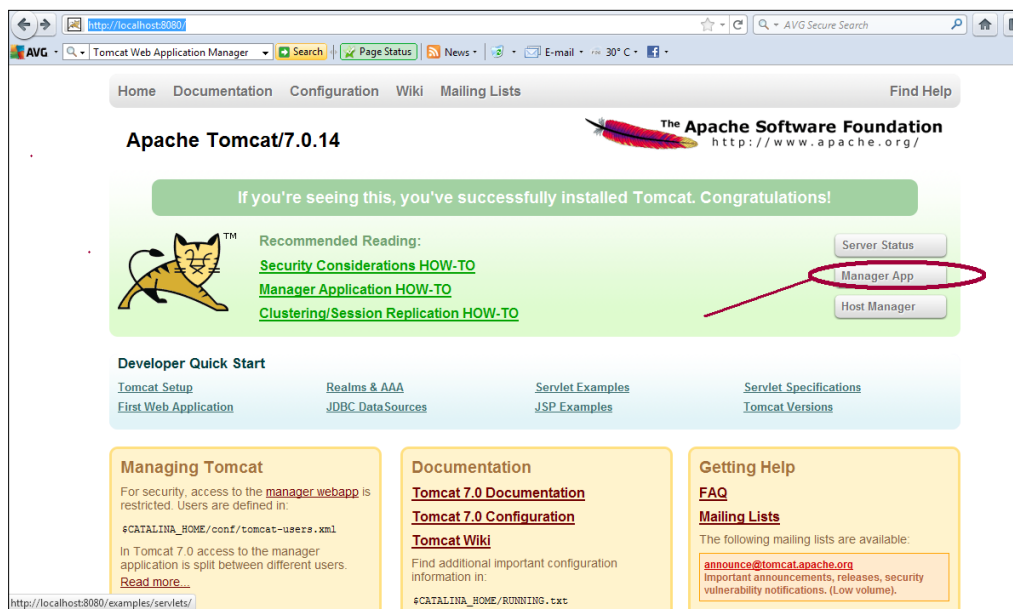 http://localhost:8080/
AVG Secure Search
AVG
Tomcat Web Application Manager
Search
Page Status
News
E-mail
30° C
Home Documentation Configuration Wiki Mailing Lists Find Help
Apache Tomcat/7.0.14
The Apache Software Foundation
http://www.apache.org/
If you're seeing this, you've successfully installed Tomcat. Congratulations!
TM
Recommended Reading:
Security Considerations HOW-TO
Manager Application HOW-TO
Clustering/Session Replication HOW-TO
Server Status
Manager App
Host Manager
Developer Quick Start
Tomcat Setup Realms & AAA Servlet Examples Servlet Specifications
First Web Application JDBC DataSources JSP Examples Tomcat Versions
Managing Tomcat
For security, access to the manager webapp is
restricted. Users are defined in:
$CATALINA_HOME/conf/tomcat-users.xml
In Tomcat 7.0 access to the manager
application is split between different users.
Read more...
Documentation
Tomcat 7.0 Documentation
Tomcat 7.0 Configuration
Tomcat Wiki
Find additional important configuration
information in:
$CATALINA_HOME/RUNNING.txt
Getting Help
FAQ
Mailing Lists
The following mailing lists are available:
announce@tomcat.apache.org
Important announcements, releases, security
vulnerability notifications. (Low volume).
http://localhost:8080/examples/servlets/